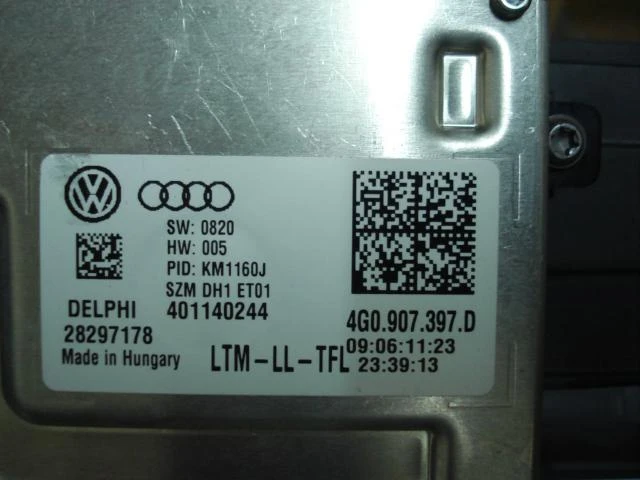 VW
SW: 0820
HW: 005
PID: KM1160J
SZM DH1 ET01
DELPHI 401140244
28297178
Made in Hungary
LTM-LL-TFL
4G0.907.397.D
09:06:11:23
23:39:13